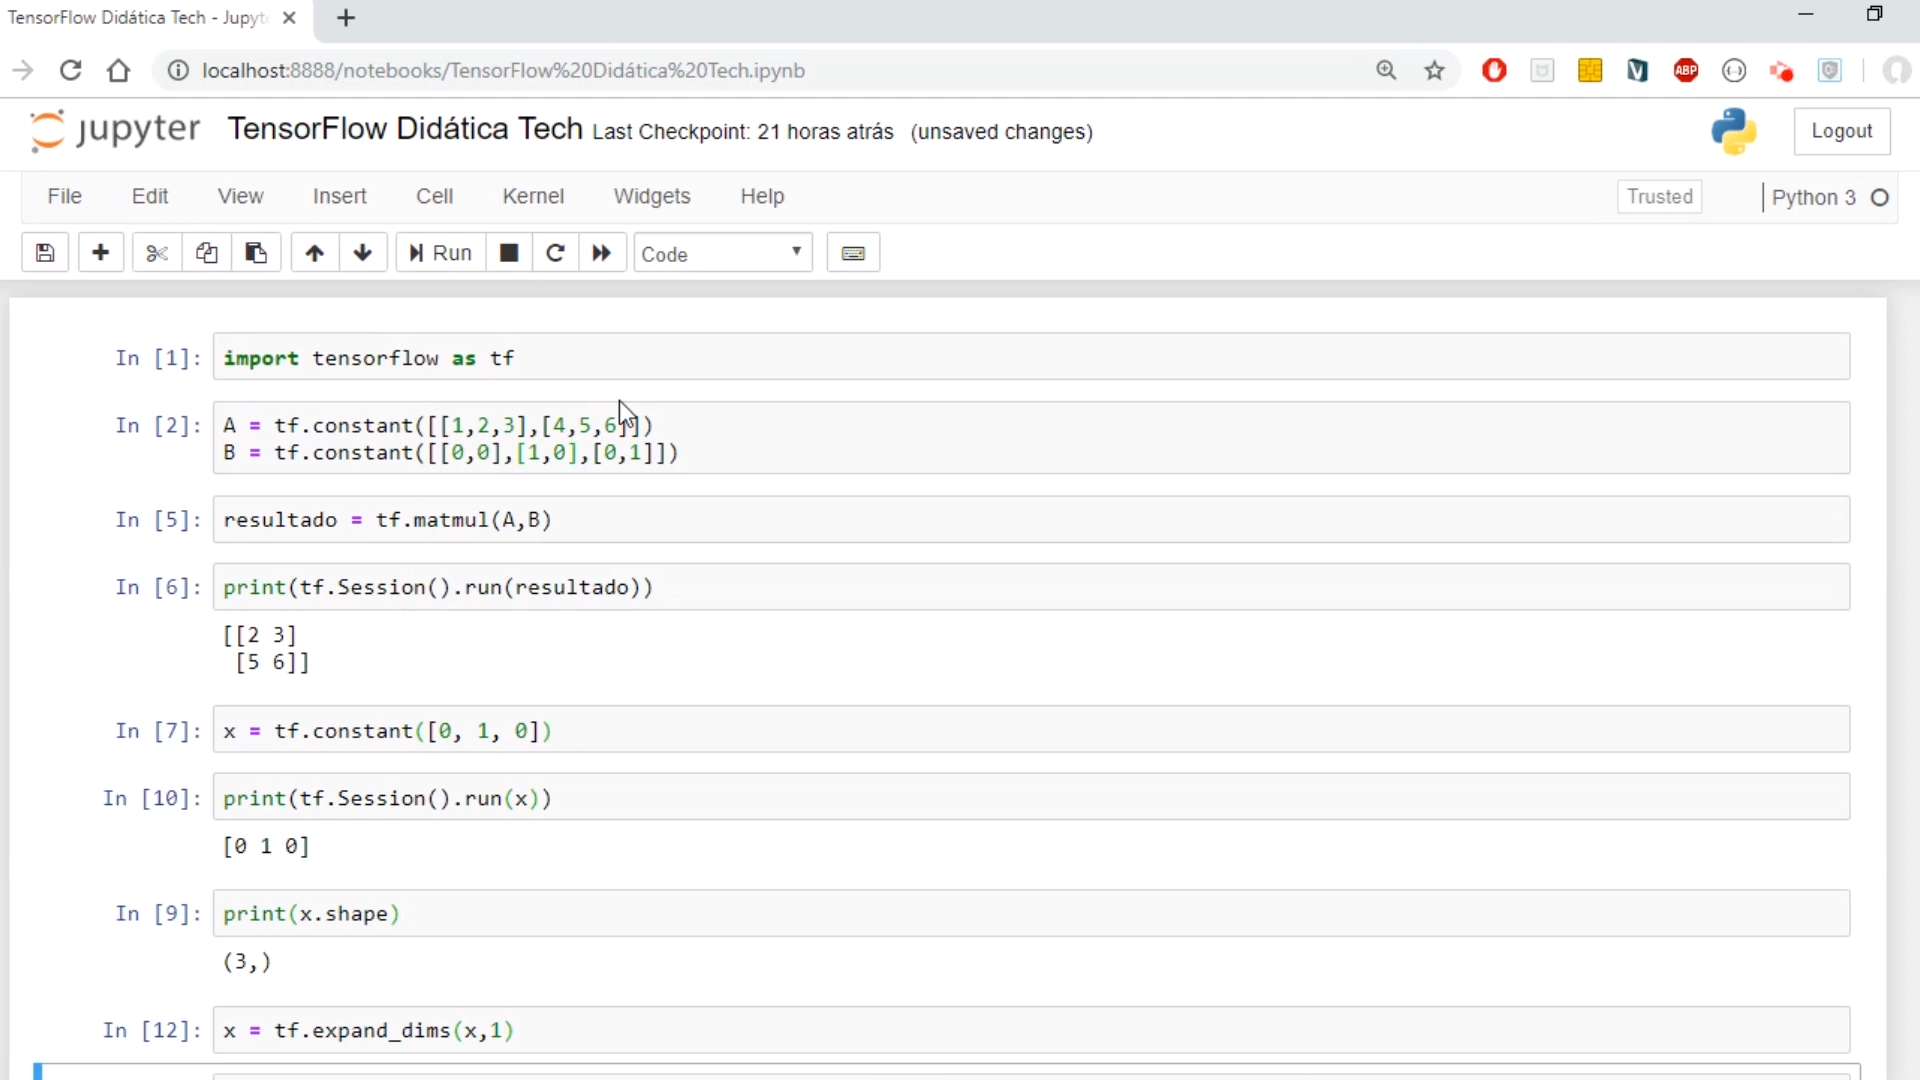 TensorFlow Didática Tech - Jupyt
localhost:8888/notebooks/TensorFlow%20Didática%20Tech.ipynb
ABP
jupyter TensorFlow Didática Tech Last Checkpoint: 21 horas atrás (unsaved changes)
Logout
File Edit View Insert Cell Kernel Widgets Help
Trusted
Python 3
Run
Code
In [1]: import tensorflow as tf
In [2]: A = tf.constant([[1,2,3],[4,5,6]])
B = tf.constant([[0,0],[1,0],[0,1]])
In [5]: resultado = tf.matmul(A,B)
In [6]: print(tf.Session().run(resultado))
[[2 3]
[5 6]]
In [7]: x = tf.constant([0, 1, 0])
In [10]: print(tf.Session().run(x))
[0 1 0]
In [9]: print(x.shape)
(3,)
In [12]: x = tf.expand_dims(x,1)